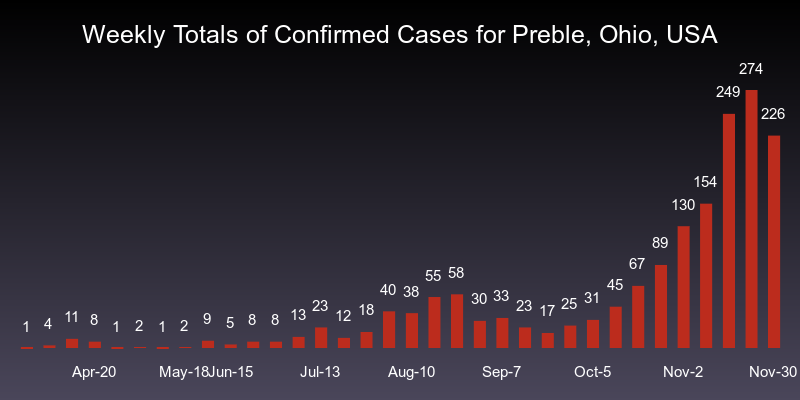 Weekly Totals of Confirmed Cases for Preble, Ohio, USA
1 4 11 8 1 2 1 2 9 5 8 8 13 23 12 18 40 38 55 58 30 33 23 17 25 31 45 67 89 130 154 249 274 226
Apr-20 May-18 Jun-15 Jul-13 Aug-10 Sep-7 Oct-5 Nov-2 Nov-30